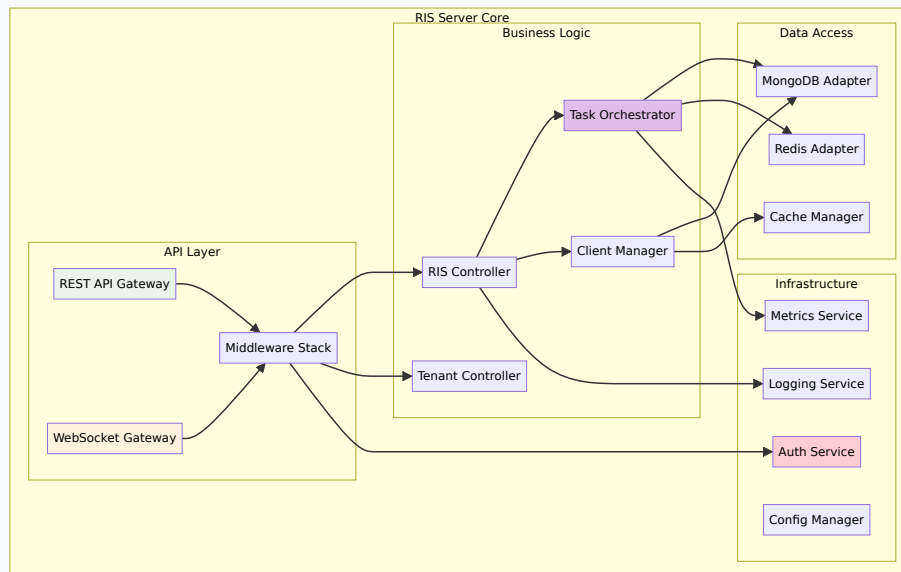 RIS Server Core
Business Logic
Data Access
MongoDB Adapter
Task Orchestrator
Redis Adapter
Cache Manager
API Layer
Client Manager
RIS Controller
REST API Gateway
Infrastructure
Metrics Service
Middleware Stack
Tenant Controller
Logging Service
WebSocket Gateway
Auth Service
Config Manager